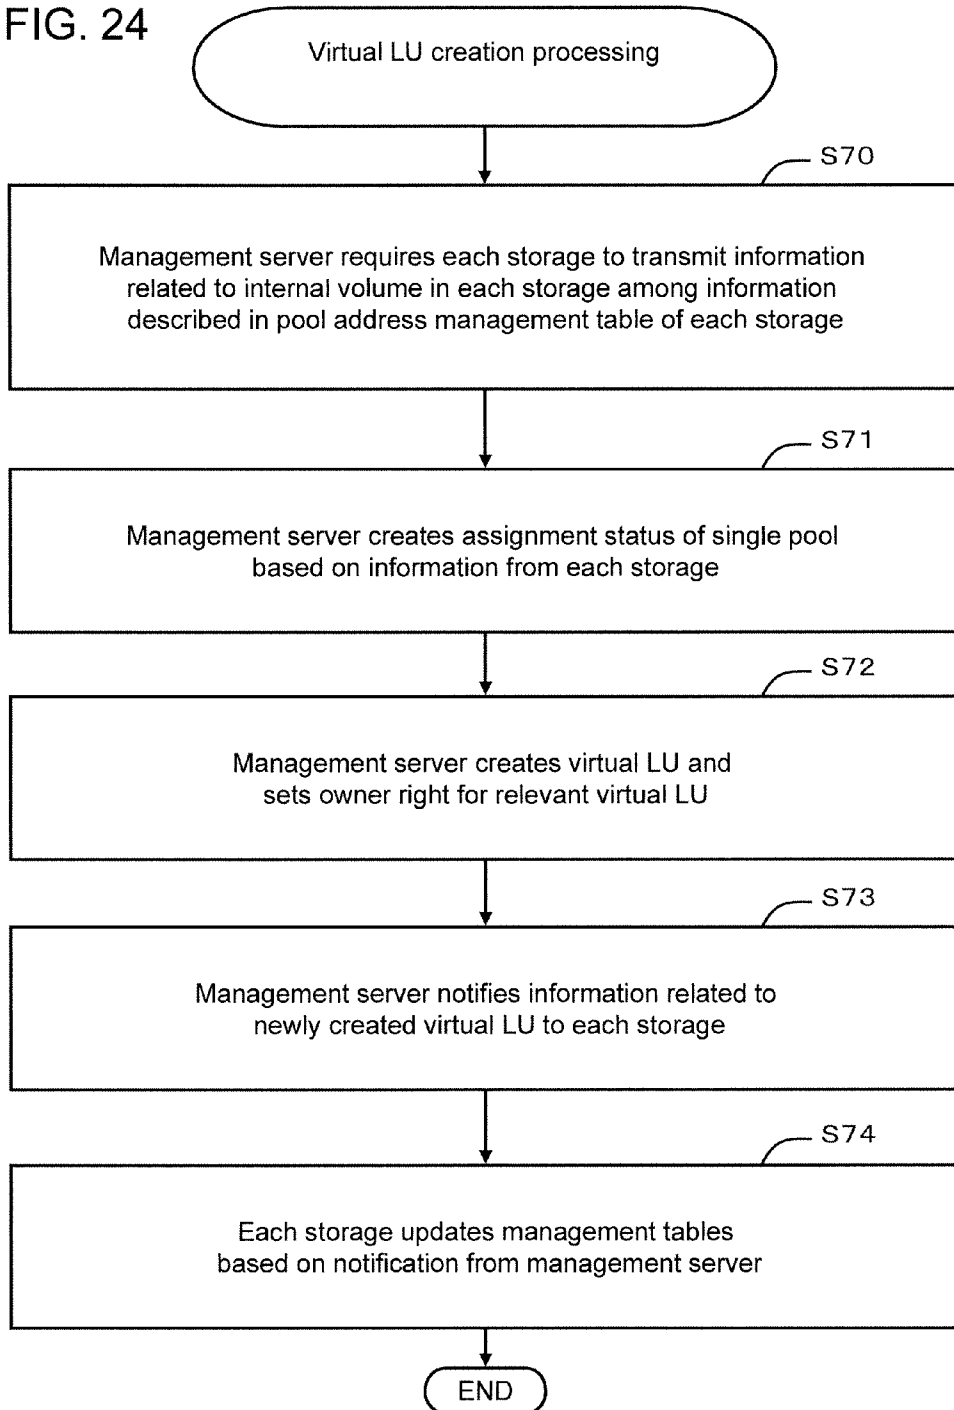 FIG. 24
Virtual LU creation processing
S70
Management server requires each storage to transmit information
related to internal volume in each storage among information
described in pool address management table of each storage
S71
Management server creates assignment status of single pool
based on information from each storage
S72
Management server creates virtual LU and
sets owner right for relevant virtual LU
S73
Management server notifies information related to
newly created virtual LU to each storage
S74
Each storage updates management tables
based on notification from management server
END